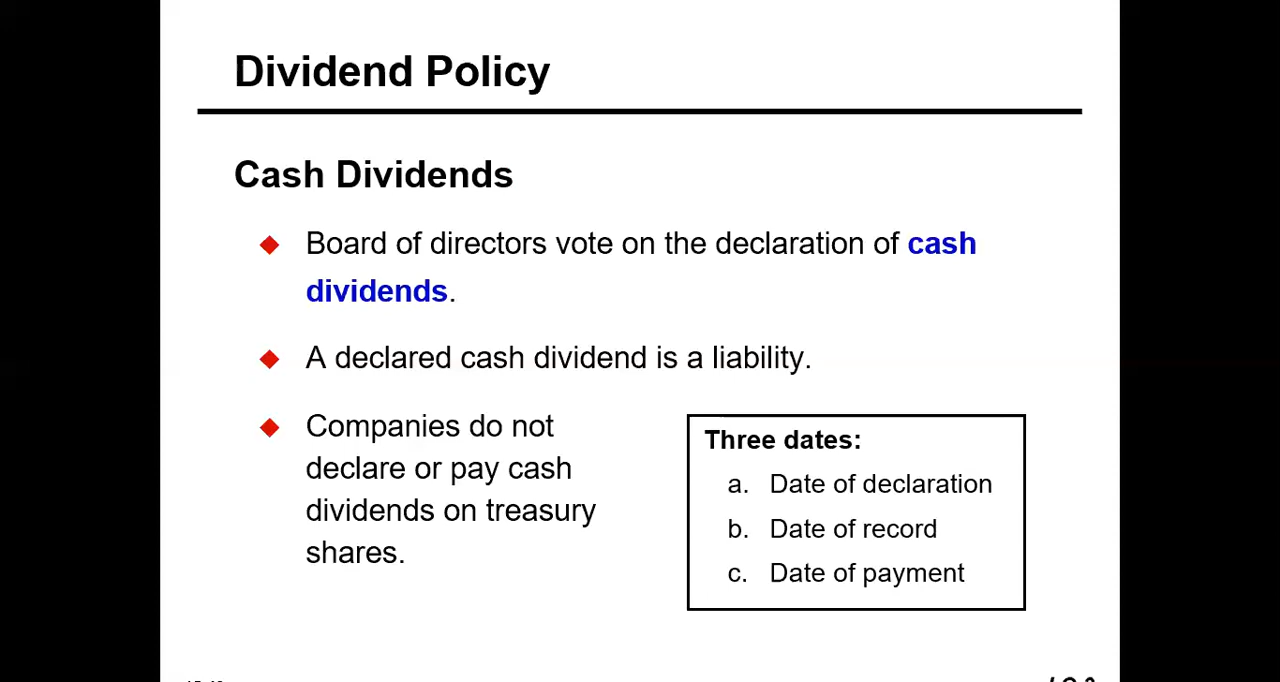 Dividend Policy
Cash Dividends
Board of directors vote on the declaration of cash
dividends.
A declared cash dividend is a liability.
Companies do not
declare or pay cash
dividends on treasury
shares.
Three dates:
a. Date of declaration
b. Date of record
c. Date of payment